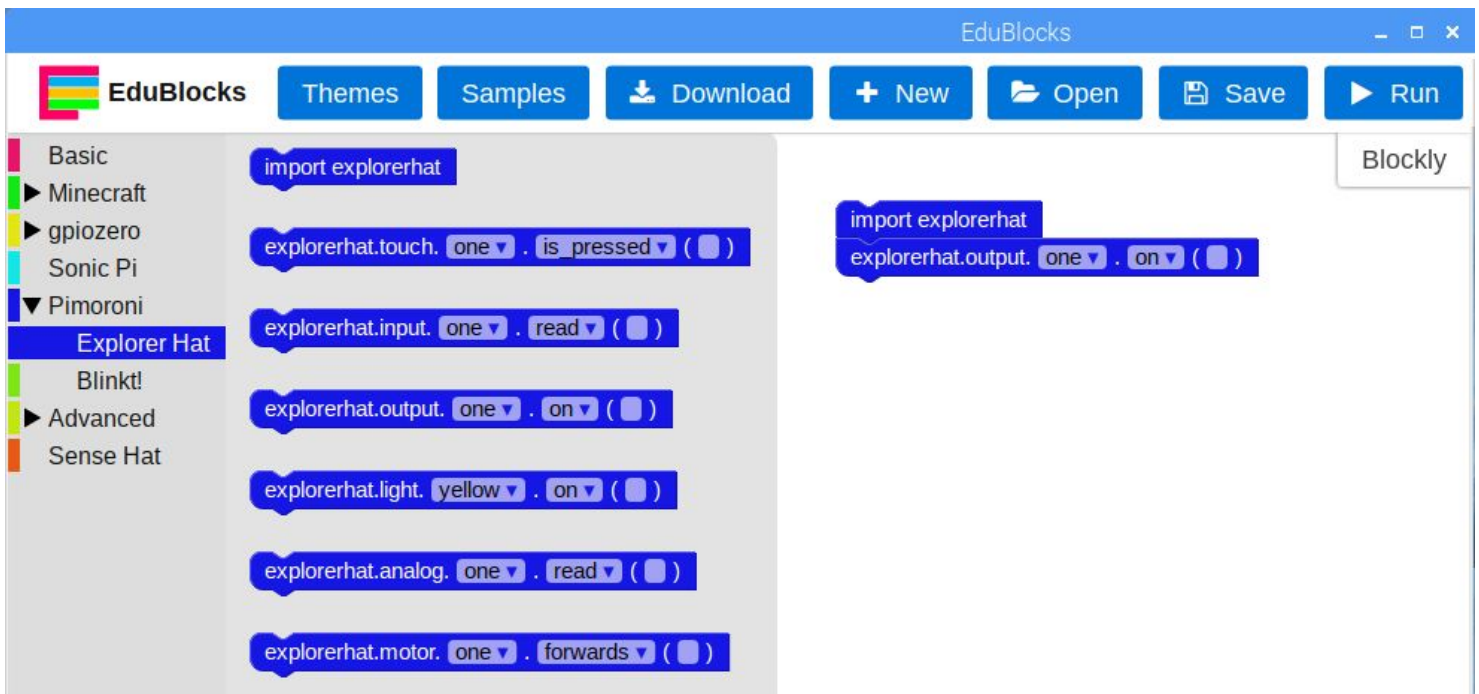 EduBlocks
EduBlocks Themes Samples Download New Open Save Run
Basic
Minecraft
gpiozero
Sonic Pi
Pimoroni
Explorer Hat
Blinkt!
Advanced
Sense Hat
import explorerhat
explorerhat.touch. one . is_pressed ( )
explorerhat.input. one . read ( )
explorerhat.output. one . on ( )
explorerhat.light. yellow . on ( )
explorerhat.analog. one . read ( )
explorerhat.motor. one . forwards ( )
Blockly
import explorerhat
explorerhat.output. one . on ( )